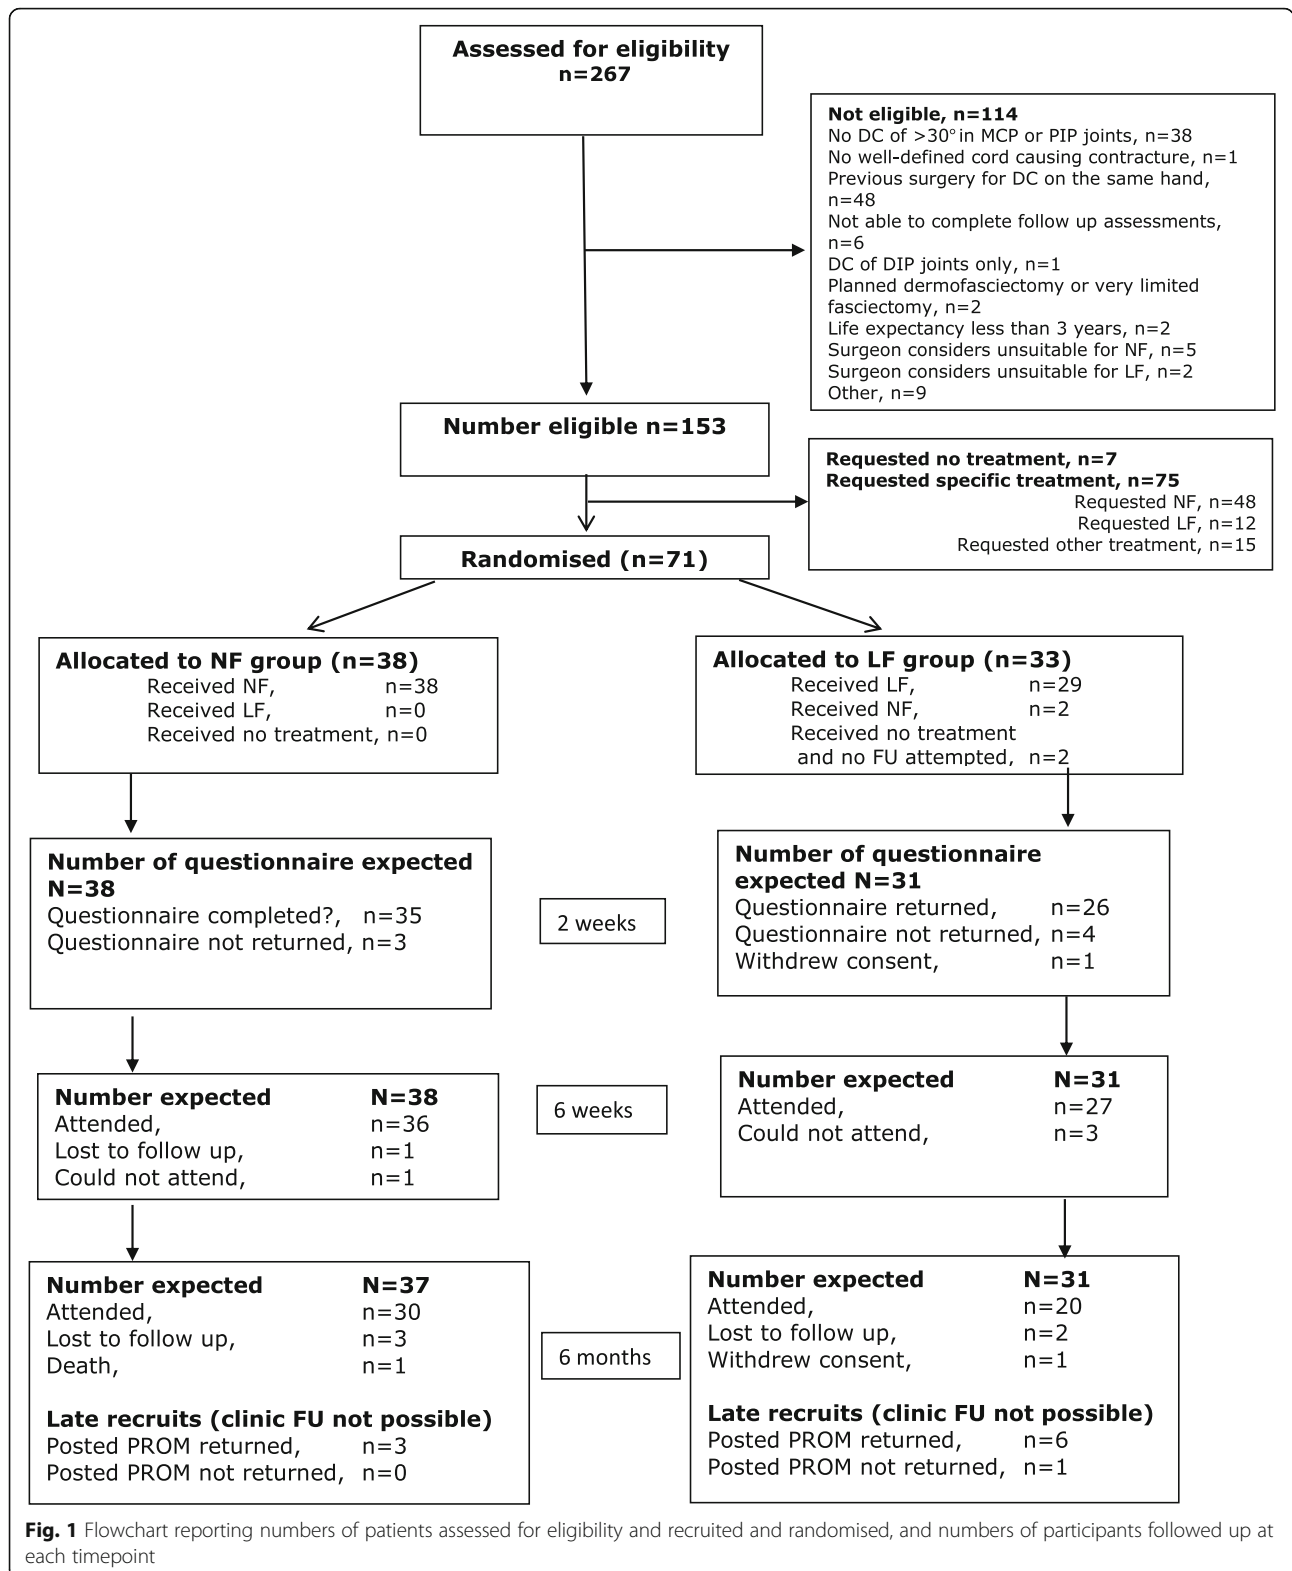 Assessed for eligibility
n=267
Not eligible, n=114
No DC of >30° in MCP or PIP joints, n=38
No well-defined cord causing contracture, n=1
Previous surgery for DC on the same hand,
n=48
Not able to complete follow up assessments,
n=6
DC of DIP joints only, n=1
Planned dermofasciectomy or very limited
fasciectomy, n=2
Life expectancy less than 3 years, n=2
Surgeon considers unsuitable for NF, n=5
Surgeon considers unsuitable for LF, n=2
Other, n=9
Number eligible n=153
Requested no treatment, n=7
Requested specific treatment, n=75
Requested NF, n=48
Requested LF, n=12
Requested other treatment, n=15
Randomised (n=71)
Allocated to NF group (n=38)
Received NF, n=38
Received LF, n=0
Received no treatment, n=0
Allocated to LF group (n=33)
Received LF, n=29
Received NF, n=2
Received no treatment
and no FU attempted, n=2
Number of questionnaire expected
N=38
Questionnaire completed?, n=35
Questionnaire not returned, n=3
2 weeks
Number of questionnaire
expected N=31
Questionnaire returned, n=26
Questionnaire not returned, n=4
Withdrew consent, n=1
Number expected N=38
Attended, n=36
Lost to follow up, n=1
Could not attend, n=1
6 weeks
Number expected N=31
Attended, n=27
Could not attend, n=3
Number expected N=37
Attended, n=30
Lost to follow up, n=3
Death, n=1
Late recruits (clinic FU not possible)
Posted PROM returned, n=3
Posted PROM not returned, n=0
6 months
Number expected N=31
Attended, n=20
Lost to follow up, n=2
Withdrew consent, n=1
Late recruits (clinic FU not possible)
Posted PROM returned, n=6
Posted PROM not returned, n=1
Fig. 1 Flowchart reporting numbers of patients assessed for eligibility and recruited and randomised, and numbers of participants followed up at
each timepoint